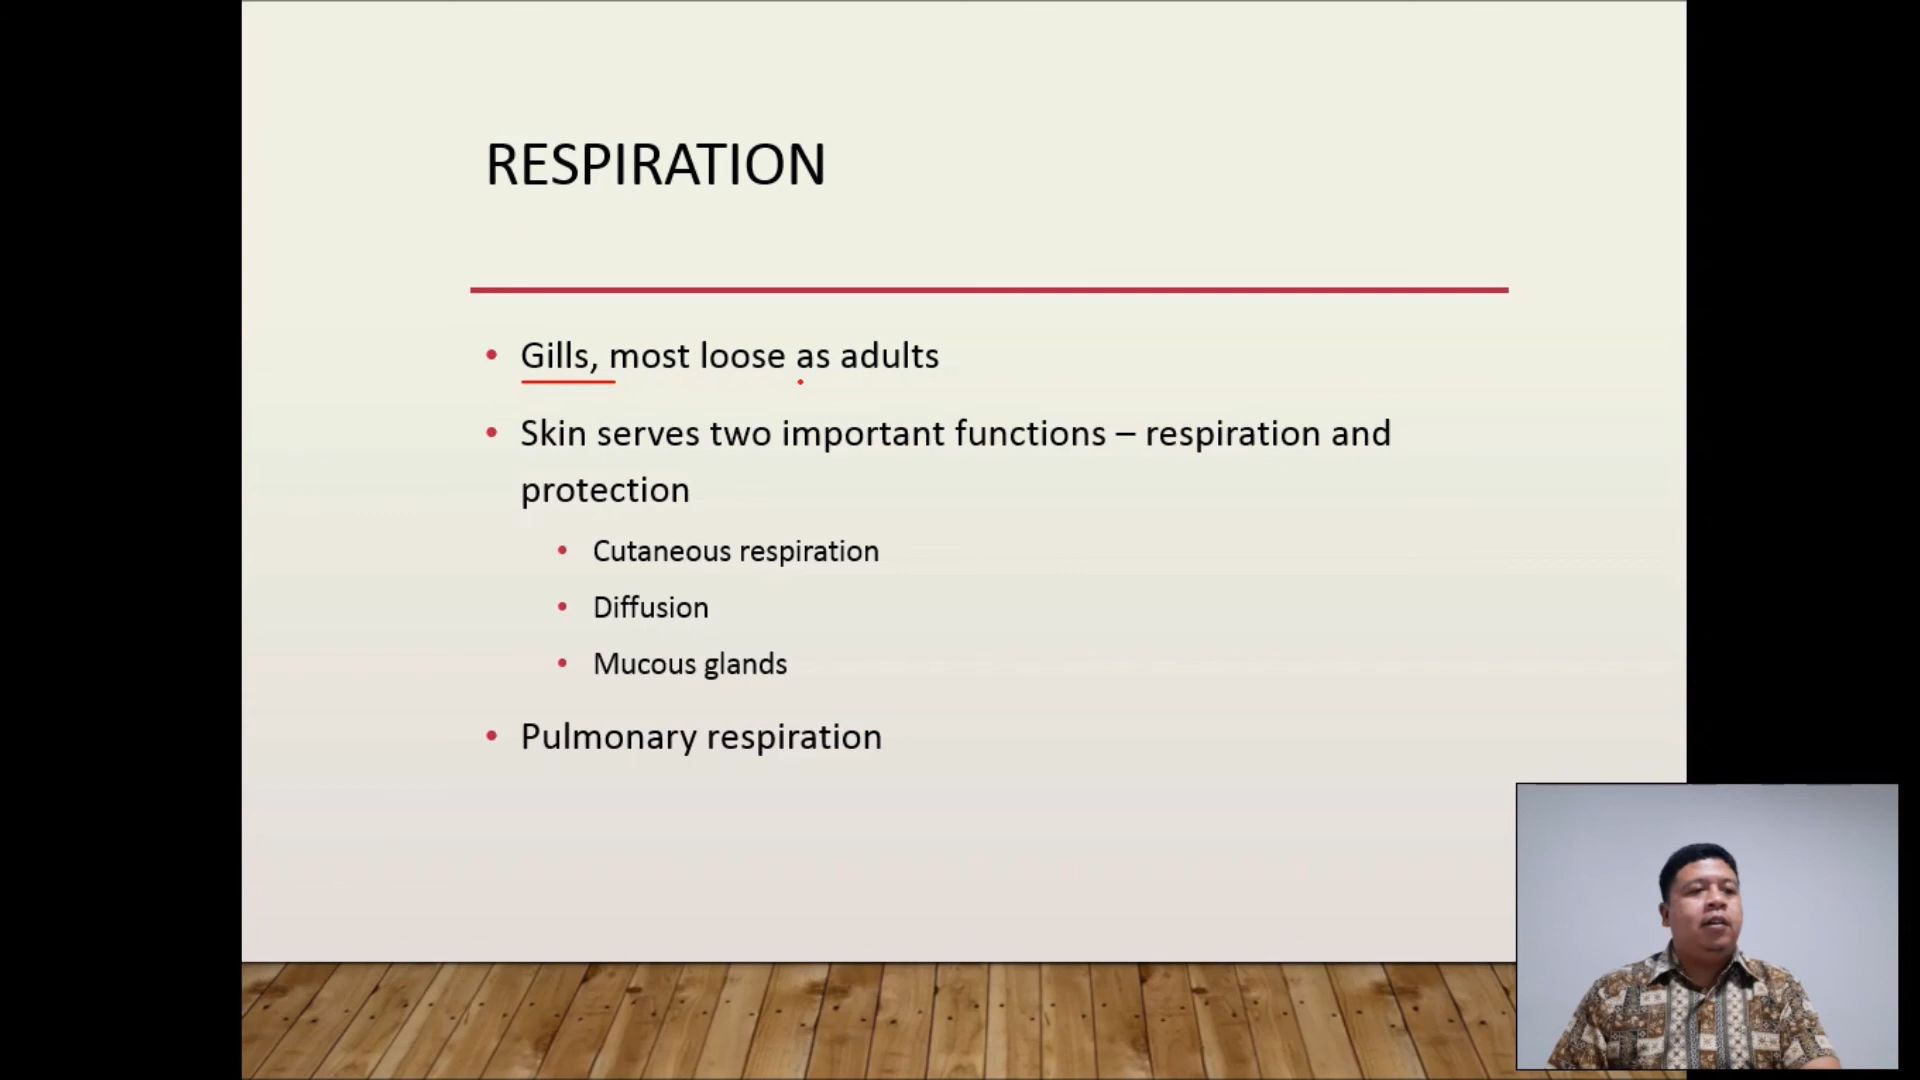 RESPIRATION
• Gills, most loose as adults
• Skin serves two important functions – respiration and
protection
• Cutaneous respiration
• Diffusion
• Mucous glands
• Pulmonary respiration